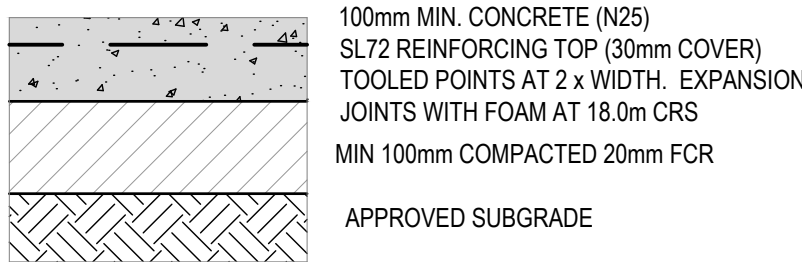 100mm MIN. CONCRETE (N25)
SL72 REINFORCING TOP (30mm COVER)
TOOLED POINTS AT 2 x WIDTH. EXPANSION
JOINTS WITH FOAM AT 18.0m CRS
MIN 100mm COMPACTED 20mm FCR
APPROVED SUBGRADE